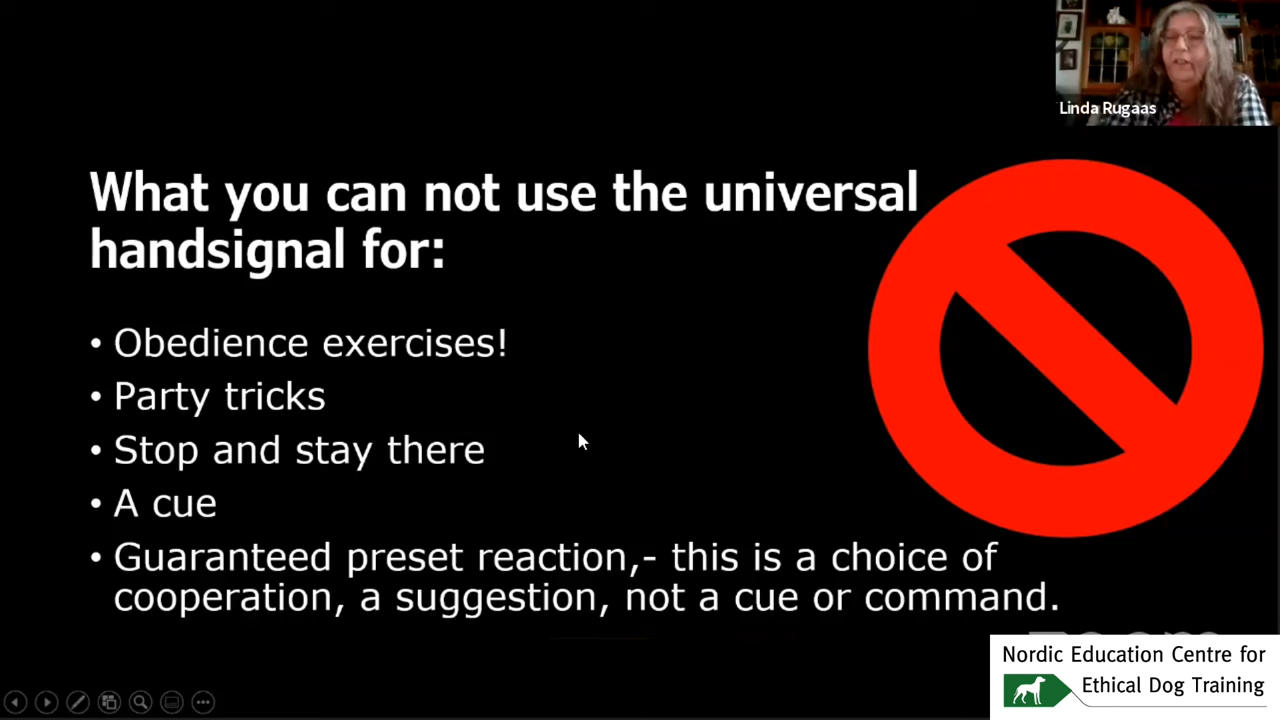 Linda Rugaas
What you can not use the universal
handsignal for:
• Obedience exercises!
• Party tricks
• Stop and stay there
• A cue
• Guaranteed preset reaction,- this is a choice of
cooperation, a suggestion, not a cue or command.
Nordic Education Centre for
Ethical Dog Training